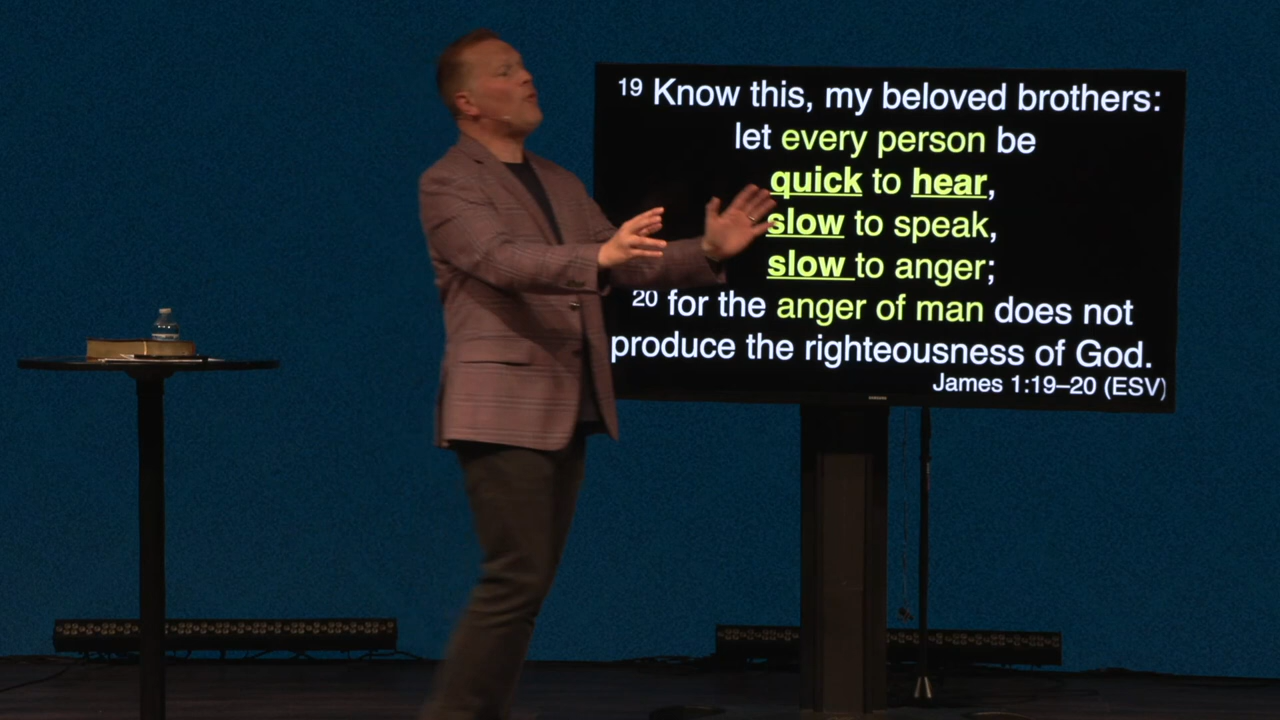 19 Know this, my beloved brothers:
let every person be
quick to hear,
slow to speak,
slow to anger;
20 for the anger of man does not
produce the righteousness of God.
James 1:19–20 (ESV)